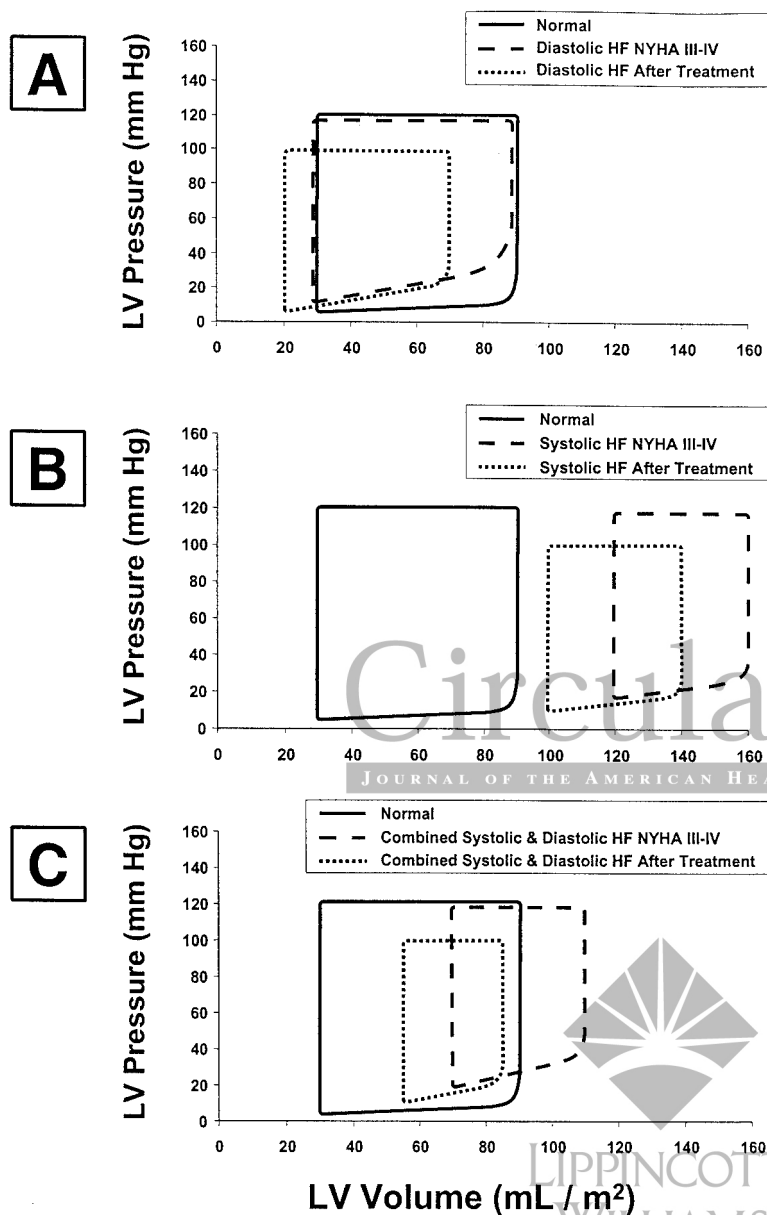 A
Normal
Diastolic HF NYHA III-IV
Diastolic HF After Treatment
LV Pressure (mm Hg)
160
140
120
100
80
60
40
20
0
0 20 40 60 80 100 120 140 160
B
Normal
Systolic HF NYHA III-IV
Systolic HF After Treatment
LV Pressure (mm Hg)
160
140
120
100
80
60
40
20
0
0 20 40 60 80 100 120 140 160
Circula
JOURNAL OF THE AMERICAN HEA
C
Normal
Combined Systolic & Diastolic HF NYHA III-IV
Combined Systolic & Diastolic HF After Treatment
LV Pressure (mm Hg)
160
140
120
100
80
60
40
20
0
0 20 40 60 80 100 120 140 160
LIPPINCOT
WILLIAMS
LV Volume (mL / m²)